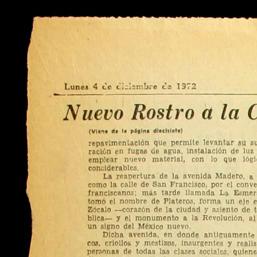 Lunes 4 de diciembre de 1972
Nuevo Rostro a la C
(Viene de la página diecisiete)
repavimentación que permite levantar su su
ración en fugas de agua, instalación de luz
emplear nuevo material, con lo que lógic
considerables.
La reapertura de la avenida Madero, a
como la calle de San Francisco, por el conve
franciscanos; más tarde llamada La Esmer
tomó el nombre de Plateros, forma un eje e
Zócalo —corazón de la ciudad y asiento de t
blica— y el monumento a la Revolución, al
un signo del México nuevo.
Dicha avenida, en donde antiguamente
cos, criollos y mestizos, insurgentes y realis
personas de todas las clases sociales, quiene